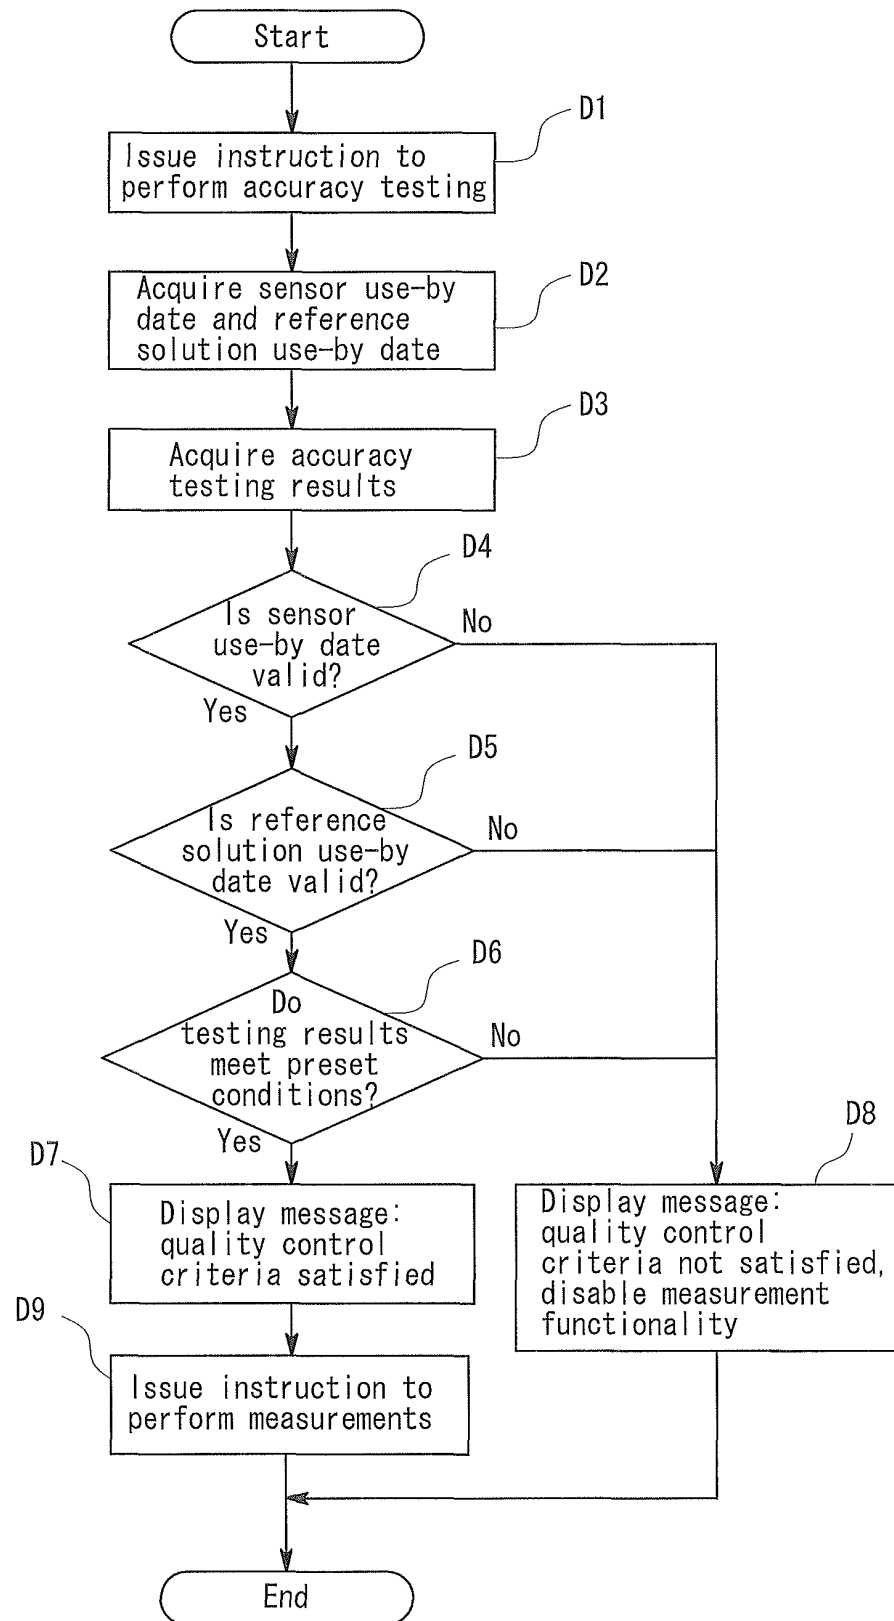 Start
D1
Issue instruction to
perform accuracy testing
D2
Acquire sensor use-by
date and reference
solution use-by date
D3
Acquire accuracy
testing results
D4
Is sensor
use-by date
valid?
No
Yes
D5
Is reference
solution use-by
date valid?
No
Yes
D6
Do
testing results
meet preset
conditions?
No
Yes
D7
Display message:
quality control
criteria satisfied
D8
Display message:
quality control
criteria not satisfied,
disable measurement
functionality
D9
Issue instruction to
perform measurements
End